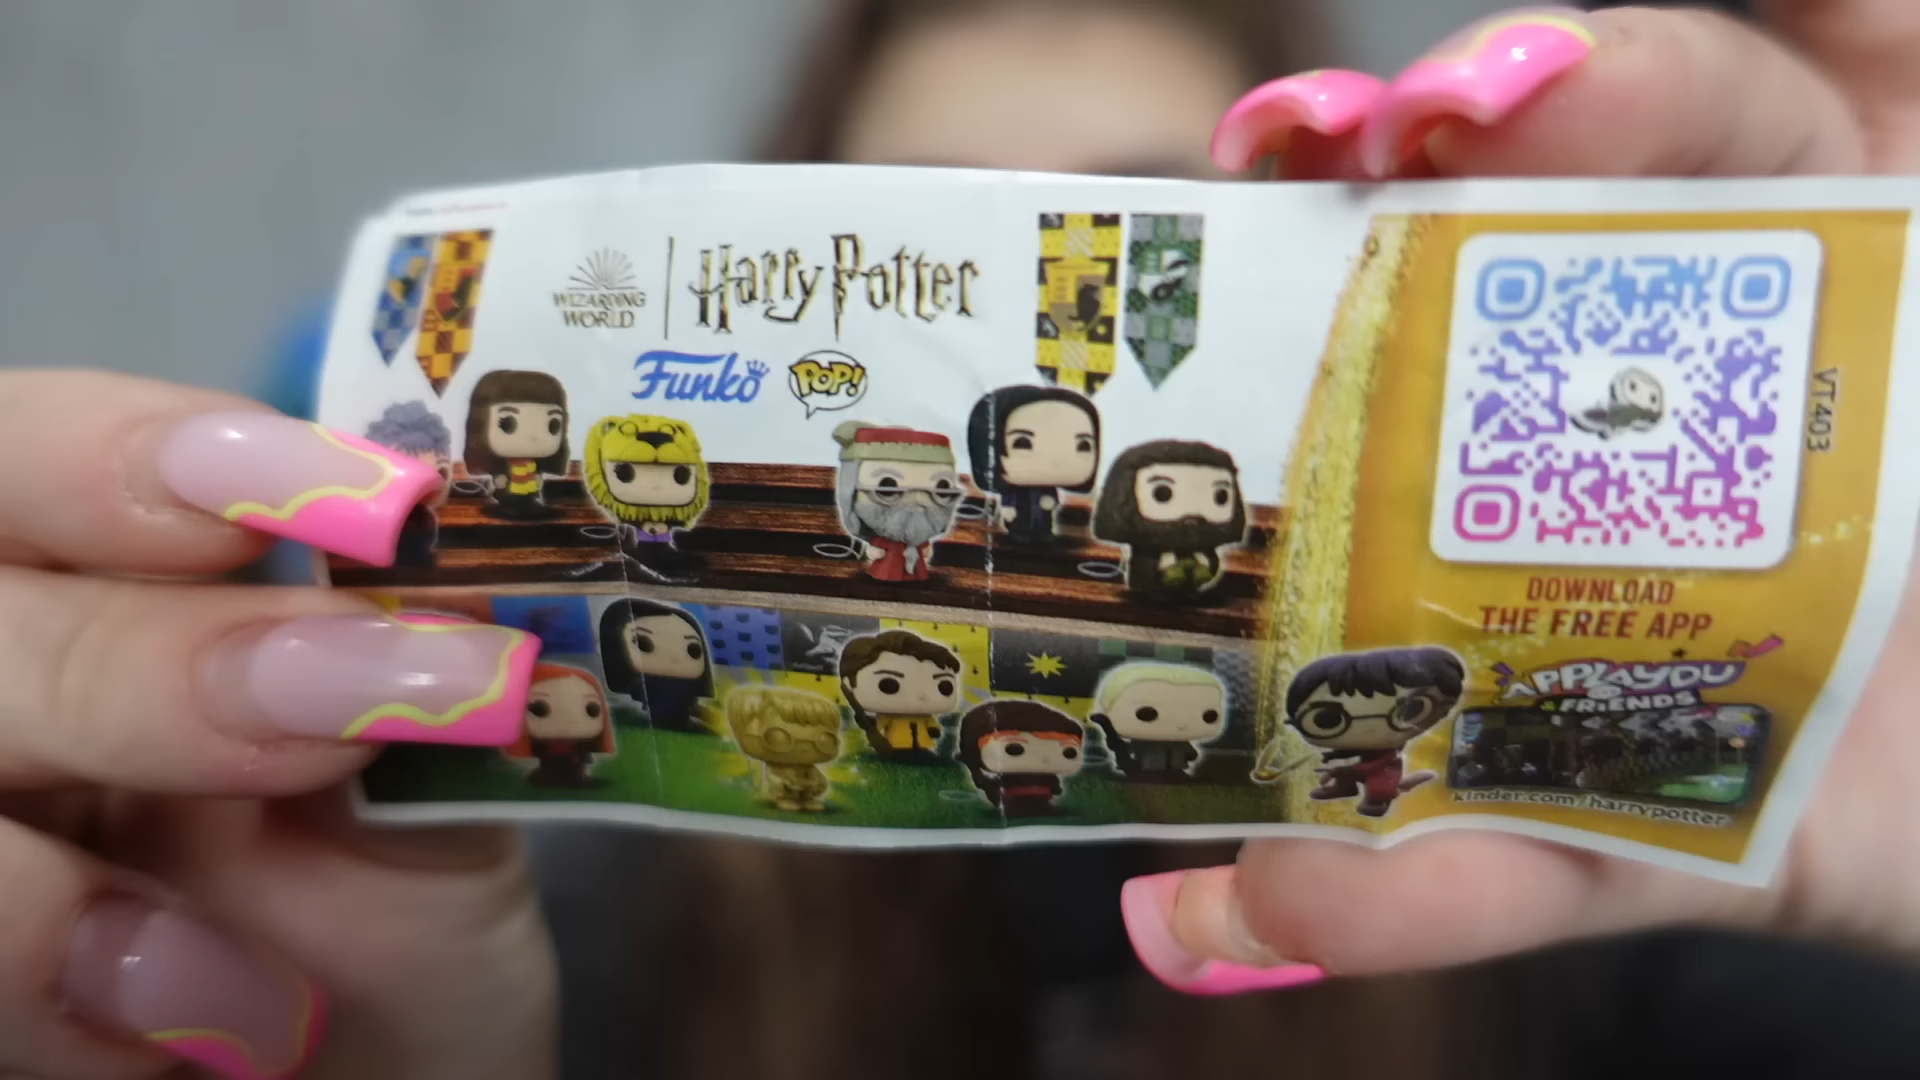 WIZARDING
WORLD
Harry Potter
Funko
POP!
VT403
DOWNLOAD
THE FREE APP
APPLAYDU
& FRIENDS
kinder.com/harrypotter